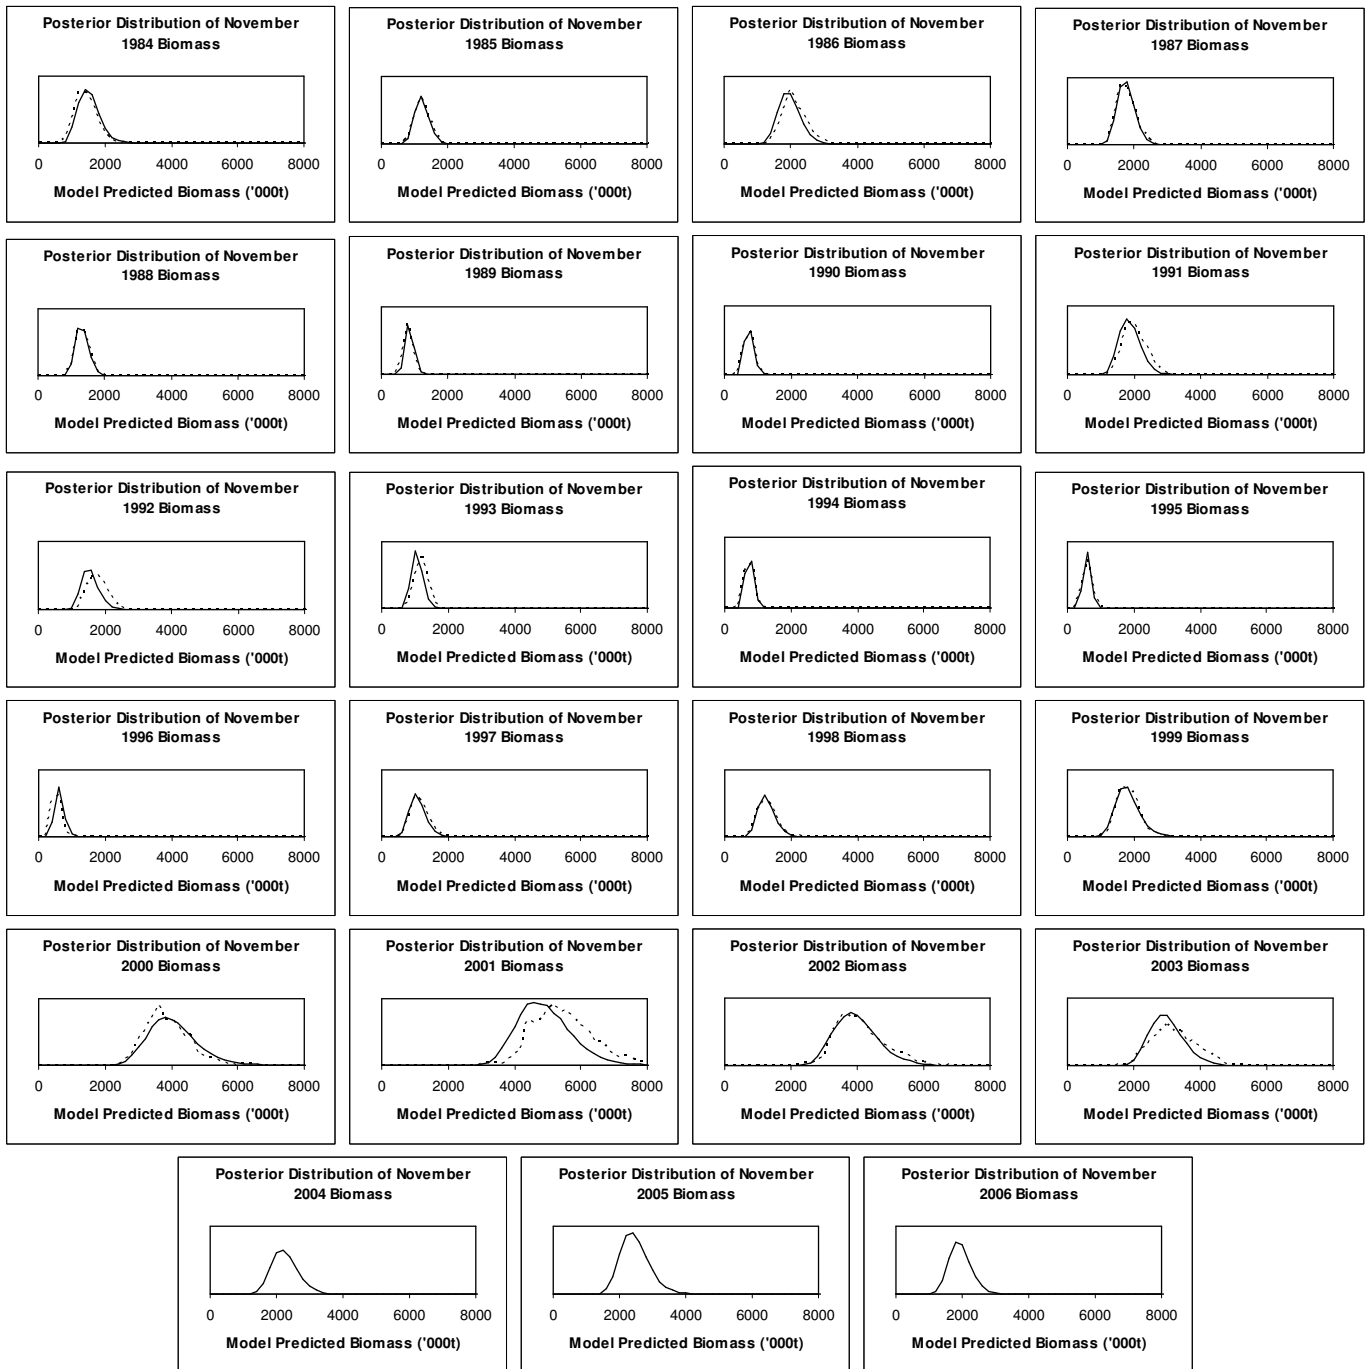 Posterior Distribution of November
1984 Biomass
0 2000 4000 6000 8000
Model Predicted Biomass ('000t)
Posterior Distribution of November
1985 Biomass
0 2000 4000 6000 8000
Model Predicted Biomass ('000t)
Posterior Distribution of November
1986 Biomass
0 2000 4000 6000 8000
Model Predicted Biomass ('000t)
Posterior Distribution of November
1987 Biomass
0 2000 4000 6000 8000
Model Predicted Biomass ('000t)
Posterior Distribution of November
1988 Biomass
0 2000 4000 6000 8000
Model Predicted Biomass ('000t)
Posterior Distribution of November
1989 Biomass
0 2000 4000 6000 8000
Model Predicted Biomass ('000t)
Posterior Distribution of November
1990 Biomass
0 2000 4000 6000 8000
Model Predicted Biomass ('000t)
Posterior Distribution of November
1991 Biomass
0 2000 4000 6000 8000
Model Predicted Biomass ('000t)
Posterior Distribution of November
1992 Biomass
0 2000 4000 6000 8000
Model Predicted Biomass ('000t)
Posterior Distribution of November
1993 Biomass
0 2000 4000 6000 8000
Model Predicted Biomass ('000t)
Posterior Distribution of November
1994 Biomass
0 2000 4000 6000 8000
Model Predicted Biomass ('000t)
Posterior Distribution of November
1995 Biomass
0 2000 4000 6000 8000
Model Predicted Biomass ('000t)
Posterior Distribution of November
1996 Biomass
0 2000 4000 6000 8000
Model Predicted Biomass ('000t)
Posterior Distribution of November
1997 Biomass
0 2000 4000 6000 8000
Model Predicted Biomass ('000t)
Posterior Distribution of November
1998 Biomass
0 2000 4000 6000 8000
Model Predicted Biomass ('000t)
Posterior Distribution of November
1999 Biomass
0 2000 4000 6000 8000
Model Predicted Biomass ('000t)
Posterior Distribution of November
2000 Biomass
0 2000 4000 6000 8000
Model Predicted Biomass ('000t)
Posterior Distribution of November
2001 Biomass
0 2000 4000 6000 8000
Model Predicted Biomass ('000t)
Posterior Distribution of November
2002 Biomass
0 2000 4000 6000 8000
Model Predicted Biomass ('000t)
Posterior Distribution of November
2003 Biomass
0 2000 4000 6000 8000
Model Predicted Biomass ('000t)
Posterior Distribution of November
2004 Biomass
0 2000 4000 6000 8000
Model Predicted Biomass ('000t)
Posterior Distribution of November
2005 Biomass
0 2000 4000 6000 8000
Model Predicted Biomass ('000t)
Posterior Distribution of November
2006 Biomass
0 2000 4000 6000 8000
Model Predicted Biomass ('000t)